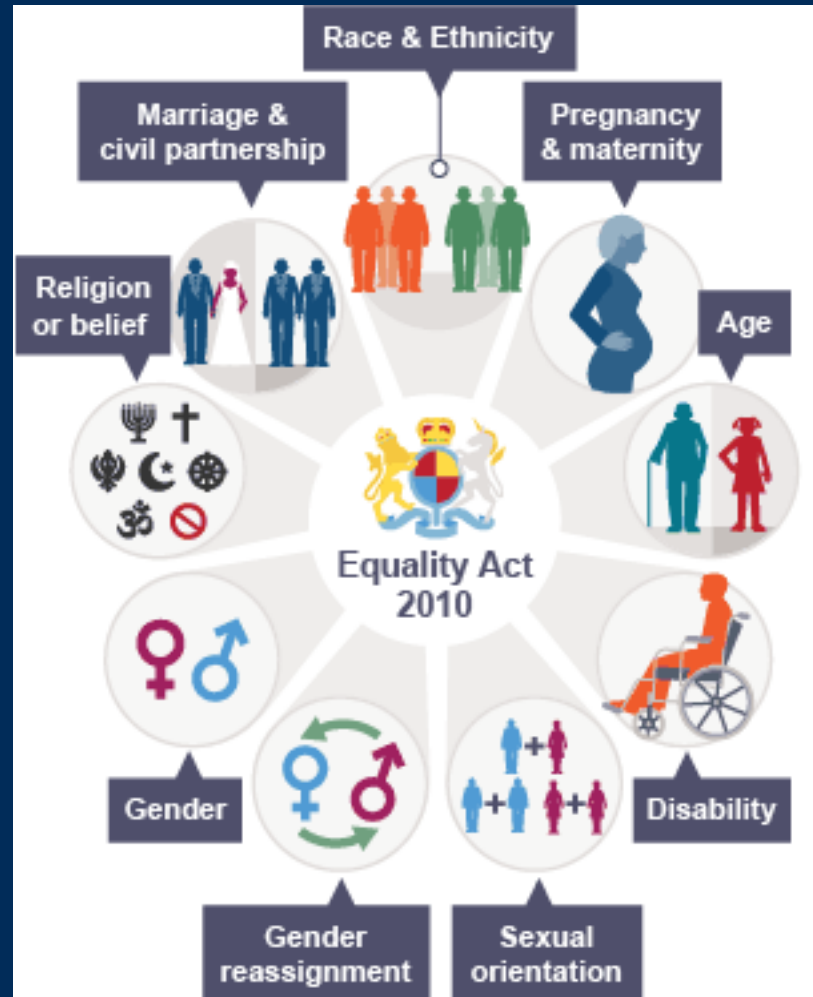 Race & Ethnicity
Marriage &
civil partnership
Pregnancy
& maternity
Religion
or belief
Age
Equality Act
2010
Gender
Disability
Gender
reassignment
Sexual
orientation